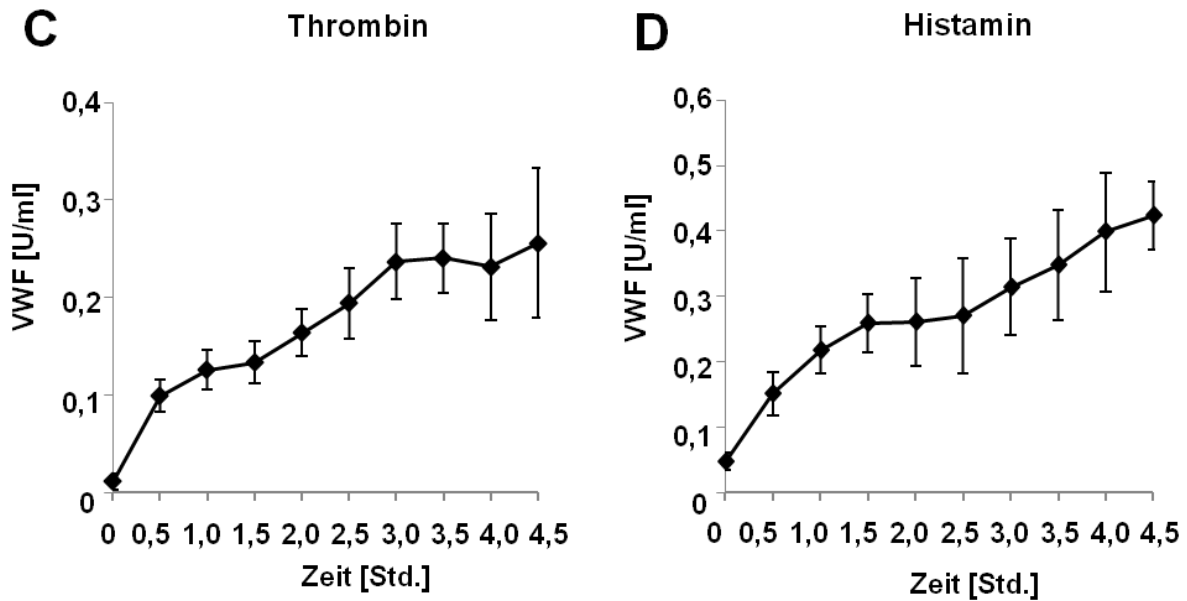 C
Thrombin
VWF [U/ml]
0,4
0,3
0,2
0,1
0
0 0,5 1,0 1,5 2,0 2,5 3,0 3,5 4,0 4,5
Zeit [Std.]
D
Histamin
VWF [U/ml]
0,6
0,5
0,4
0,3
0,2
0,1
0
0 0,5 1,0 1,5 2,0 2,5 3,0 3,5 4,0 4,5
Zeit [Std.]